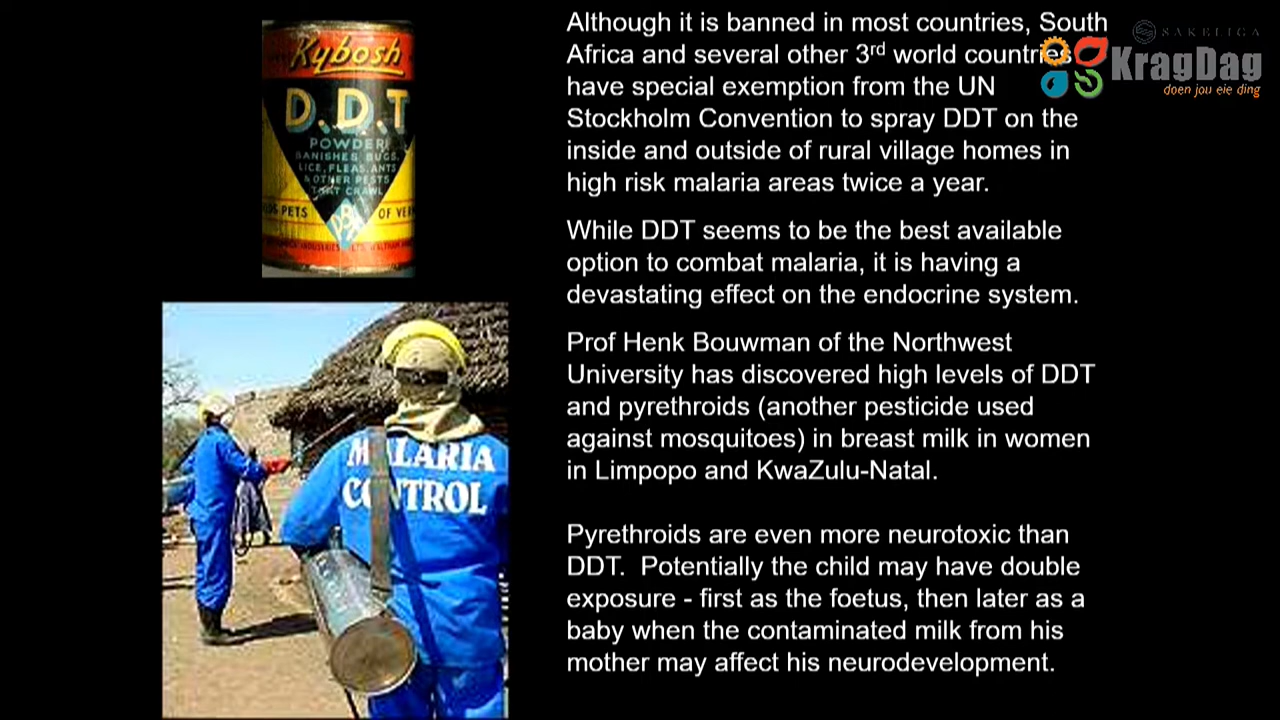 Kybosh
D.D.T
POWDER
BANISHES BUGS,
LICE, FLEAS, ANTS
& OTHER PESTS
THAT CRAWL
PETS
OF
MALARIA
CONTROL
Although it is banned in most countries, South
Africa and several other 3rd world countries
have special exemption from the UN
Stockholm Convention to spray DDT on the
inside and outside of rural village homes in
high risk malaria areas twice a year.
While DDT seems to be the best available
option to combat malaria, it is having a
devastating effect on the endocrine system.
Prof Henk Bouwman of the Northwest
University has discovered high levels of DDT
and pyrethroids (another pesticide used
against mosquitoes) in breast milk in women
in Limpopo and KwaZulu-Natal.
Pyrethroids are even more neurotoxic than
DDT. Potentially the child may have double
exposure - first as the foetus, then later as a
baby when the contaminated milk from his
mother may affect his neurodevelopment.
SAKELIGA
KragDag
doen jou eie ding